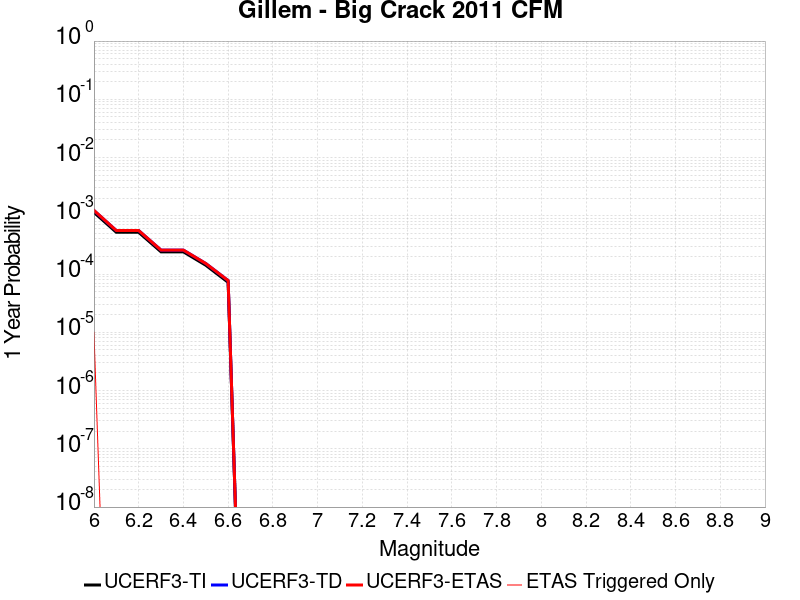 Gillem - Big Crack 2011 CFM
10^0
10^-1
10^-2
10^-3
10^-4
10^-5
10^-6
10^-7
10^-8
1 Year Probability
6 6.2 6.4 6.6 6.8 7 7.2 7.4 7.6 7.8 8 8.2 8.4 8.6 8.8 9
Magnitude
UCERF3-TI UCERF3-TD UCERF3-ETAS ETAS Triggered Only